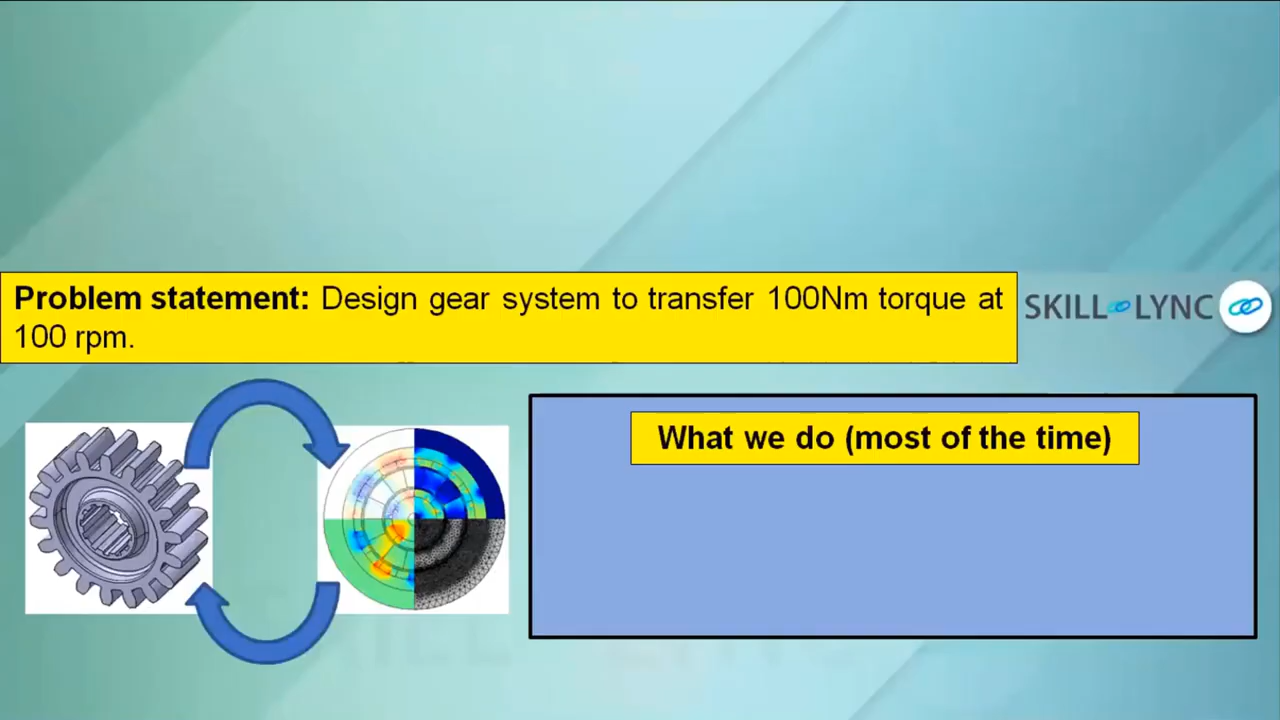 Problem statement: Design gear system to transfer 100Nm torque at
100 rpm.
SKILL LYNC
What we do (most of the time)